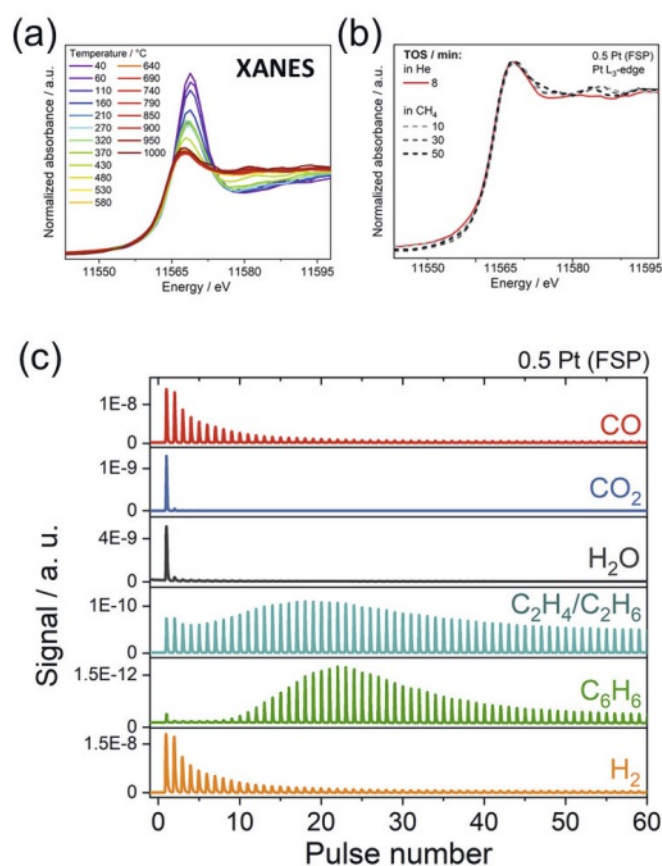 (a)
Temperature / °C
40
60
110
160
210
270
320
370
430
480
530
580
640
690
740
790
850
900
950
1000
XANES
Normalized absorbance / a.u.
11550
11565
11580
11595
Energy / eV
(b)
TOS / min:
in He
8
in CH₄
10
30
50
0.5 Pt (FSP)
Pt L₃-edge
Normalized absorbance / a.u.
11550
11565
11580
11595
Energy / eV
(c)
0.5 Pt (FSP)
1E-8
0
CO
1E-9
0
CO₂
4E-9
0
H₂O
1E-10
0
C₂H₄/C₂H₆
1.5E-12
0
C₆H₆
1.5E-8
0
H₂
Signal / a. u.
0
10
20
30
40
50
60
Pulse number